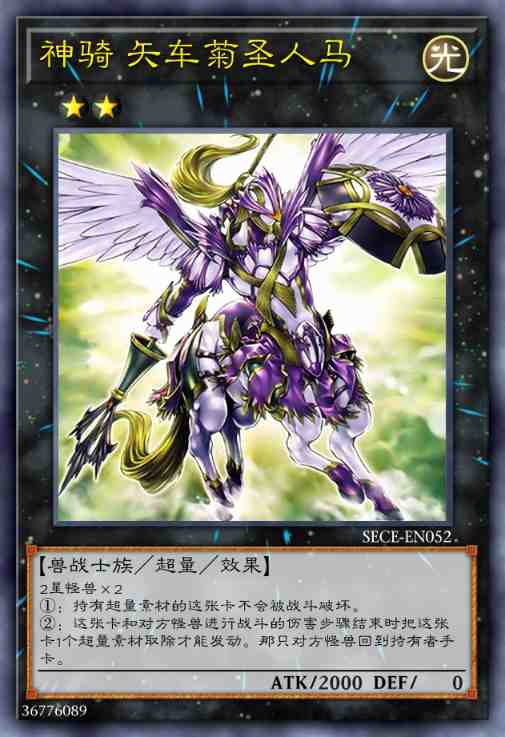 神骑 矢车菊圣人马
光
SECE-EN052
【兽战士族／超量／效果】
2星怪兽×2
①：持有超量素材的这张卡不会被战斗破坏。
②：这张卡和对方怪兽进行战斗的伤害步骤结束时把这张
卡1个超量素材取除才能发动。那只对方怪兽回到持有者手
卡。
ATK/2000 DEF/ 0
36776089